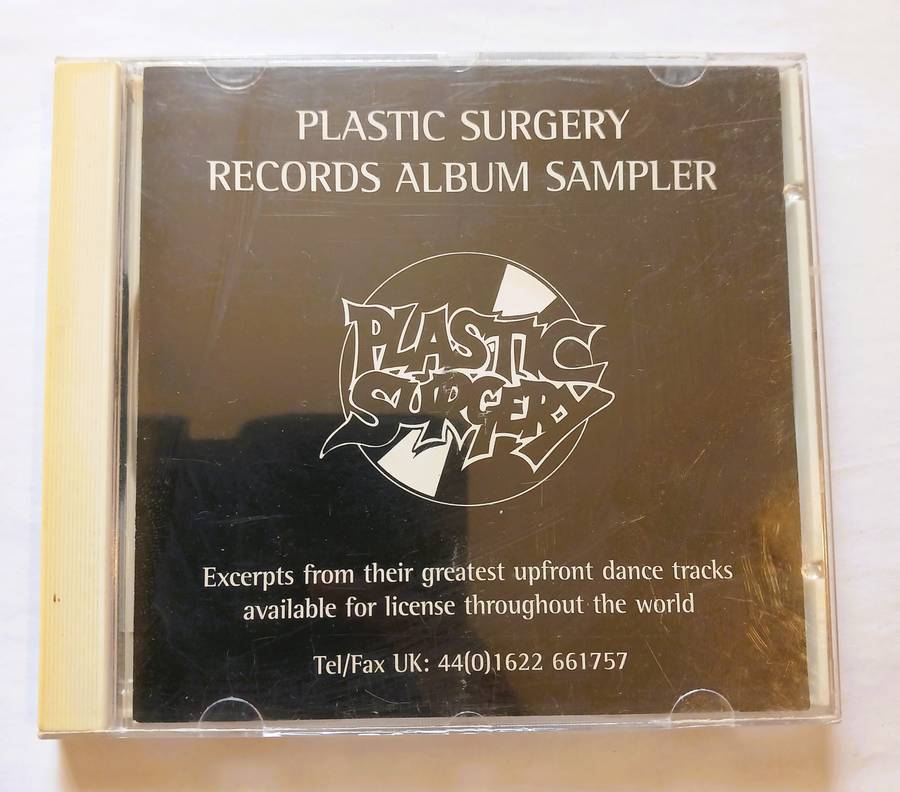 PLASTIC SURGERY
RECORDS ALBUM SAMPLER
PLASTIC
SURGERY
Excerpts from their greatest upfront dance tracks
available for license throughout the world
Tel/Fax UK: 44(0)1622 661757